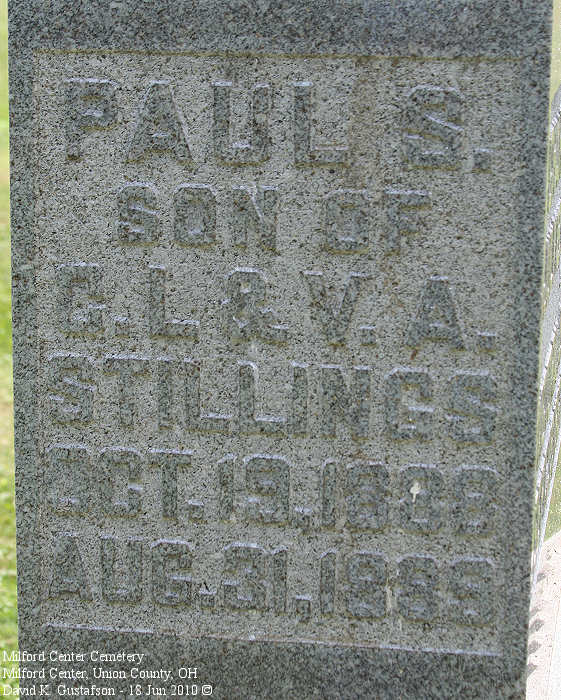 PAUL S.
SON OF
G. L. & V. A.
STILLINGS
OCT. 19,
AUG. 31,
Milford Center Cemetery
Milford Center, Union County, OH
David K. Gustafson - 18 Jun 2010 ©